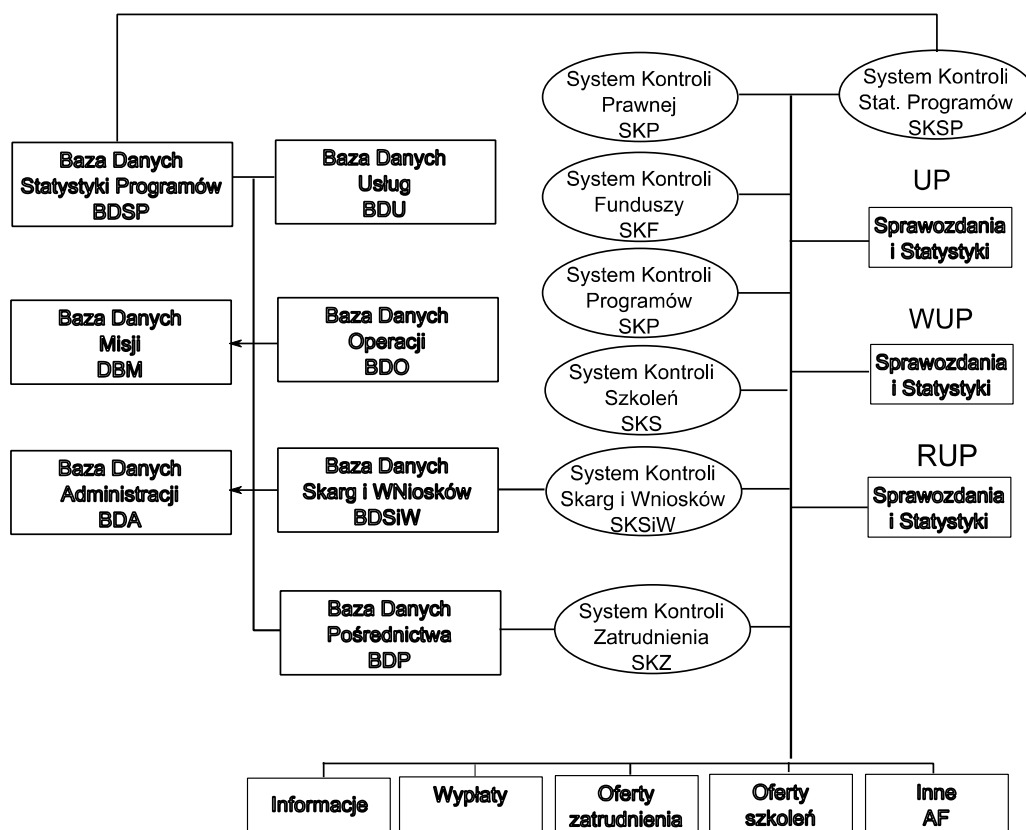 System Kontroli
Prawnej
SKP
System Kontroli
Stat. Programów
SKSP
Baza Danych
Statystyki Programów
BDSP
Baza Danych
Usług
BDU
System Kontroli
Funduszy
SKF
UP
Sprawozdania
i Statystyki
Baza Danych
Misji
DBM
Baza Danych
Operacji
BDO
System Kontroli
Programów
SKP
WUP
Sprawozdania
i Statystyki
System Kontroli
Szkoleń
SKS
Baza Danych
Administracji
BDA
Baza Danych
Skarg i WNiosków
BDSiW
System Kontroli
Skarg i Wniosków
SKSiW
RUP
Sprawozdania
i Statystyki
Baza Danych
Pośrednictwa
BDP
System Kontroli
Zatrudnienia
SKZ
Informacje
Wypłaty
Oferty
zatrudnienia
Oferty
szkoleń
Inne
AF